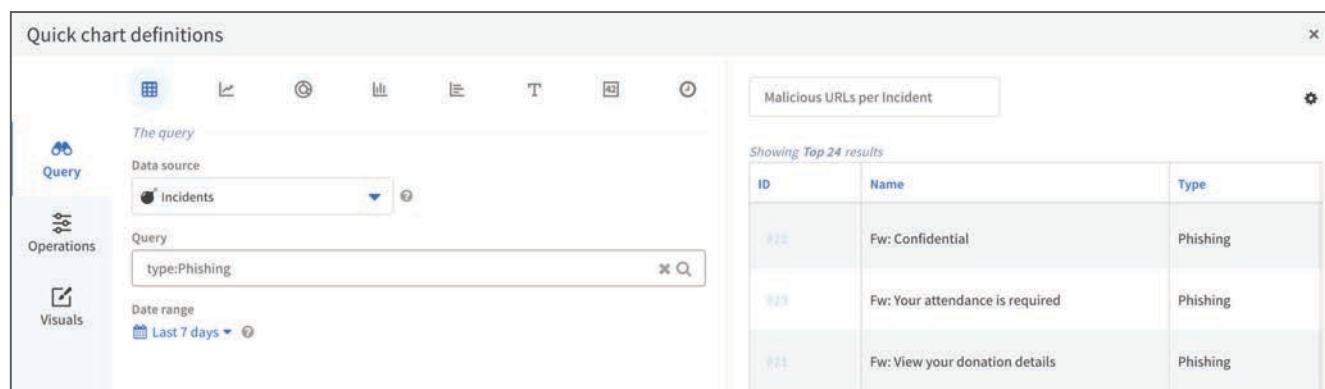 Quick chart definitions
The query
Query
Data source
Incidents
Operations
Query
type:Phishing
Visuals
Date range
Last 7 days
T
42
Malicious URLs per Incident
Showing Top 24 results
ID Name Type
Fw: Confidential Phishing
Fw: Your attendance is required Phishing
Fw: View your donation details Phishing